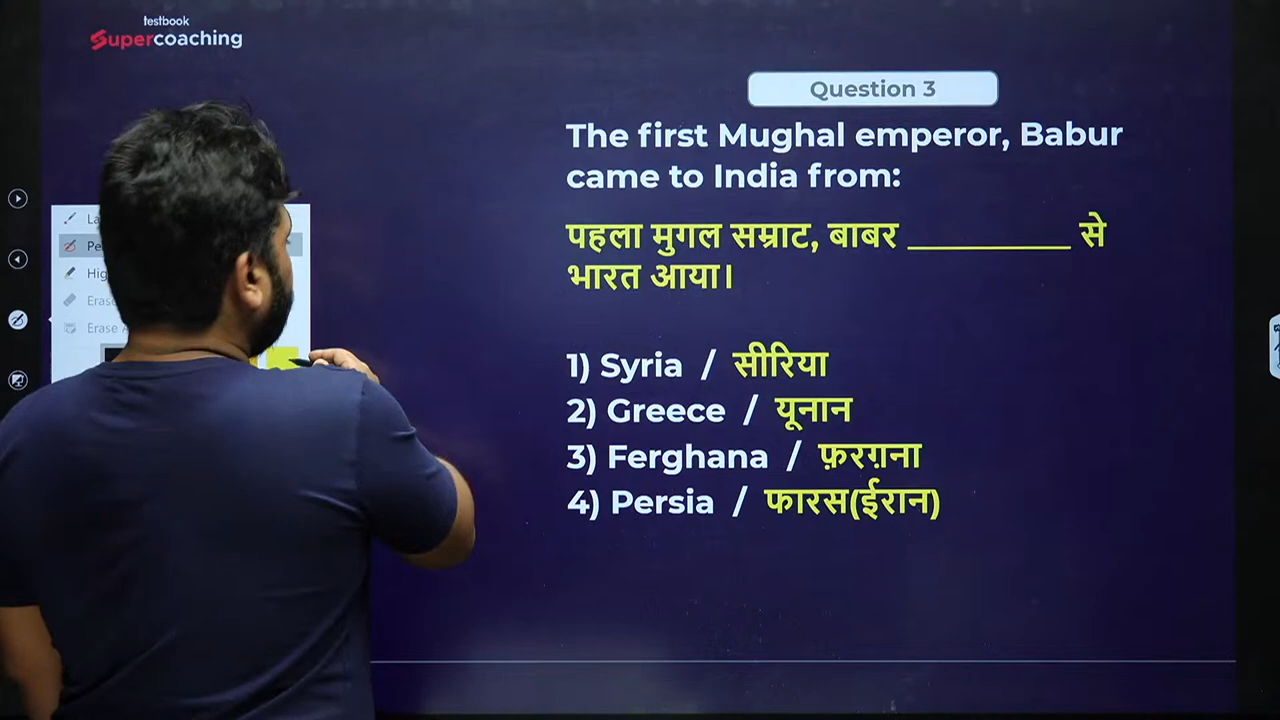 testbook
Supercoaching
Question 3
The first Mughal emperor, Babur
came to India from:
पहला मुगल सम्राट, बाबर __________ से
भारत आया।
1) Syria / सीरिया
2) Greece / यूनान
3) Ferghana / फ़रग़ना
4) Persia / फारस(ईरान)